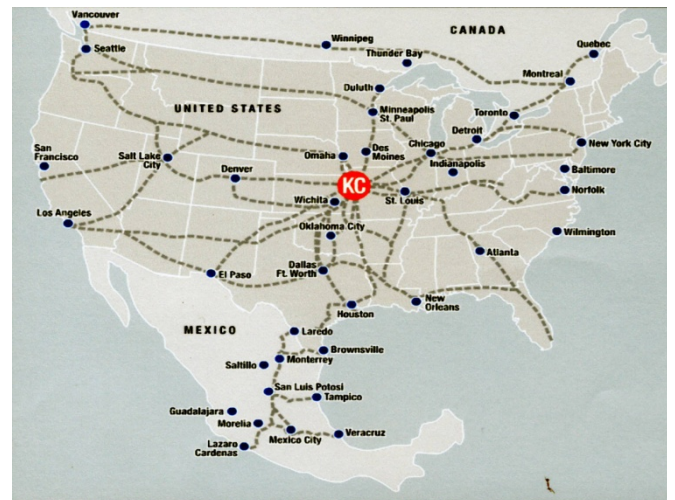 Vancouver
CANADA
Winnipeg
Quebec
Seattle
Thunder Bay
Montreal
Duluth
UNITED STATES
Minneapolis
St. Paul
Toronto
Detroit
San
Francisco
Salt Lake
City
Omaha
Des
Moines
Chicago
New York City
Indianapolis
Denver
Baltimore
KC
Wichita
St. Louis
Norfolk
Los Angeles
Oklahoma City
Wilmington
Atlanta
El Paso
Dallas
Ft. Worth
New
Orleans
Houston
MEXICO
Laredo
Brownsville
Saltillo
Monterrey
San Luis Potosi
Tampico
Guadalajara
Morelia
Mexico City
Veracruz
Lazaro
Cardenas